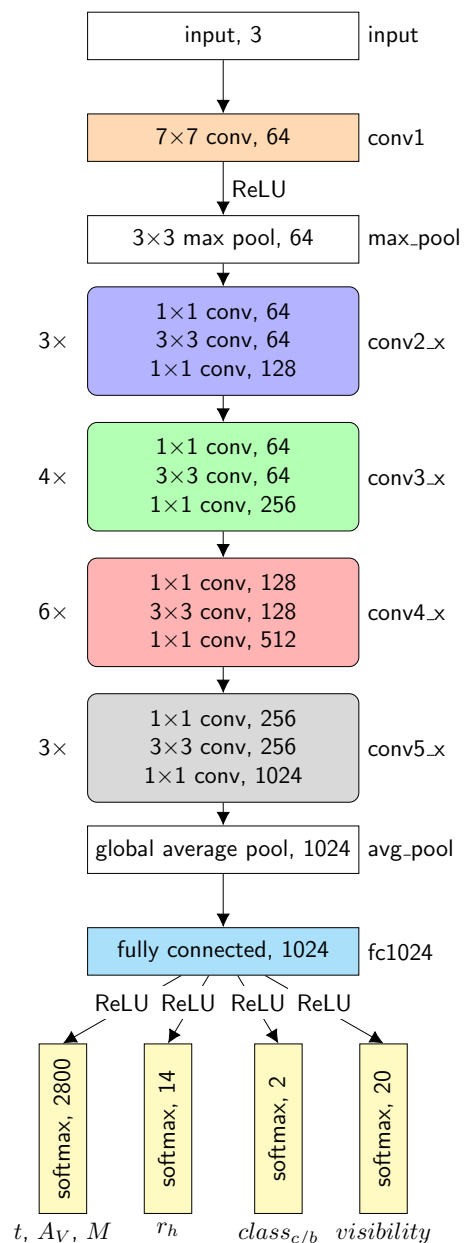 input, 3 input
7×7 conv, 64 conv1
ReLU
3×3 max pool, 64 max_pool
1×1 conv, 64
3× 3×3 conv, 64 conv2_x
1×1 conv, 128
1×1 conv, 64
4× 3×3 conv, 64 conv3_x
1×1 conv, 256
1×1 conv, 128
6× 3×3 conv, 128 conv4_x
1×1 conv, 512
1×1 conv, 256
3× 3×3 conv, 256 conv5_x
1×1 conv, 1024
global average pool, 1024 avg_pool
fully connected, 1024 fc1024
ReLU ReLU ReLU ReLU
softmax, 2800
softmax, 14
softmax, 2
softmax, 20
t, A_V, M r_h class_{c/b} visibility